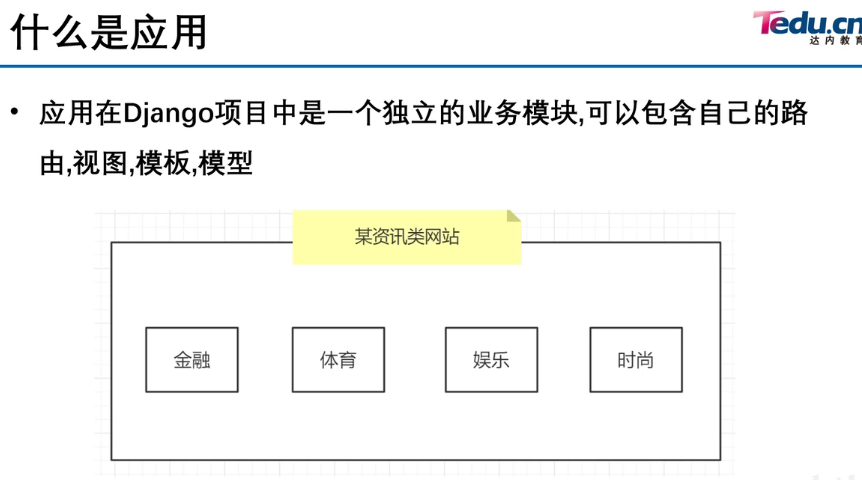 什么是应用
Tedu.cn
达内教育
• 应用在Django项目中是一个独立的业务模块,可以包含自己的路
由,视图,模板,模型
某资讯类网站
金融
体育
娱乐
时尚